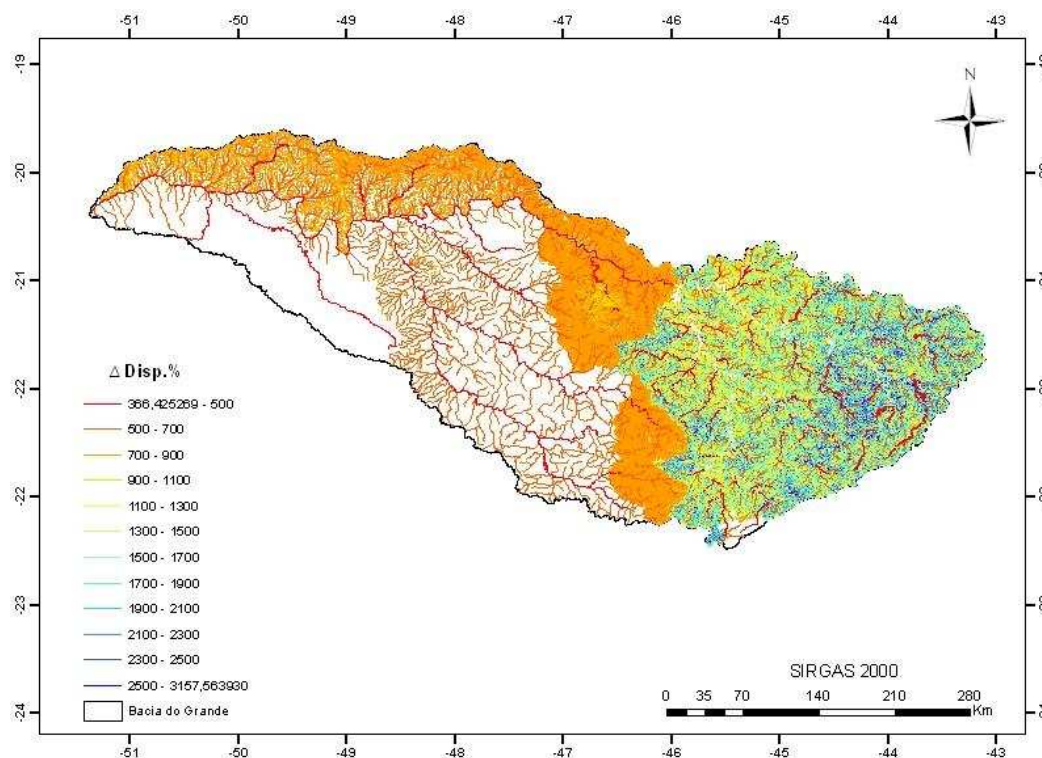 -51 -50 -49 -48 -47 -46 -45 -44 -43
-19
N
-20
-21
-22
Δ Disp.%
366,425269 - 500
500 - 700
700 - 900
900 - 1100
-22
1100 - 1300
1300 - 1500
1500 - 1700
1700 - 1900
-23
1900 - 2100
2100 - 2300
2300 - 2500
2500 - 3157,563930
Bacia do Grande
-24
SIRGAS 2000
0 35 70 140 210 280
Km
-51 -50 -49 -48 -47 -46 -45 -44 -43